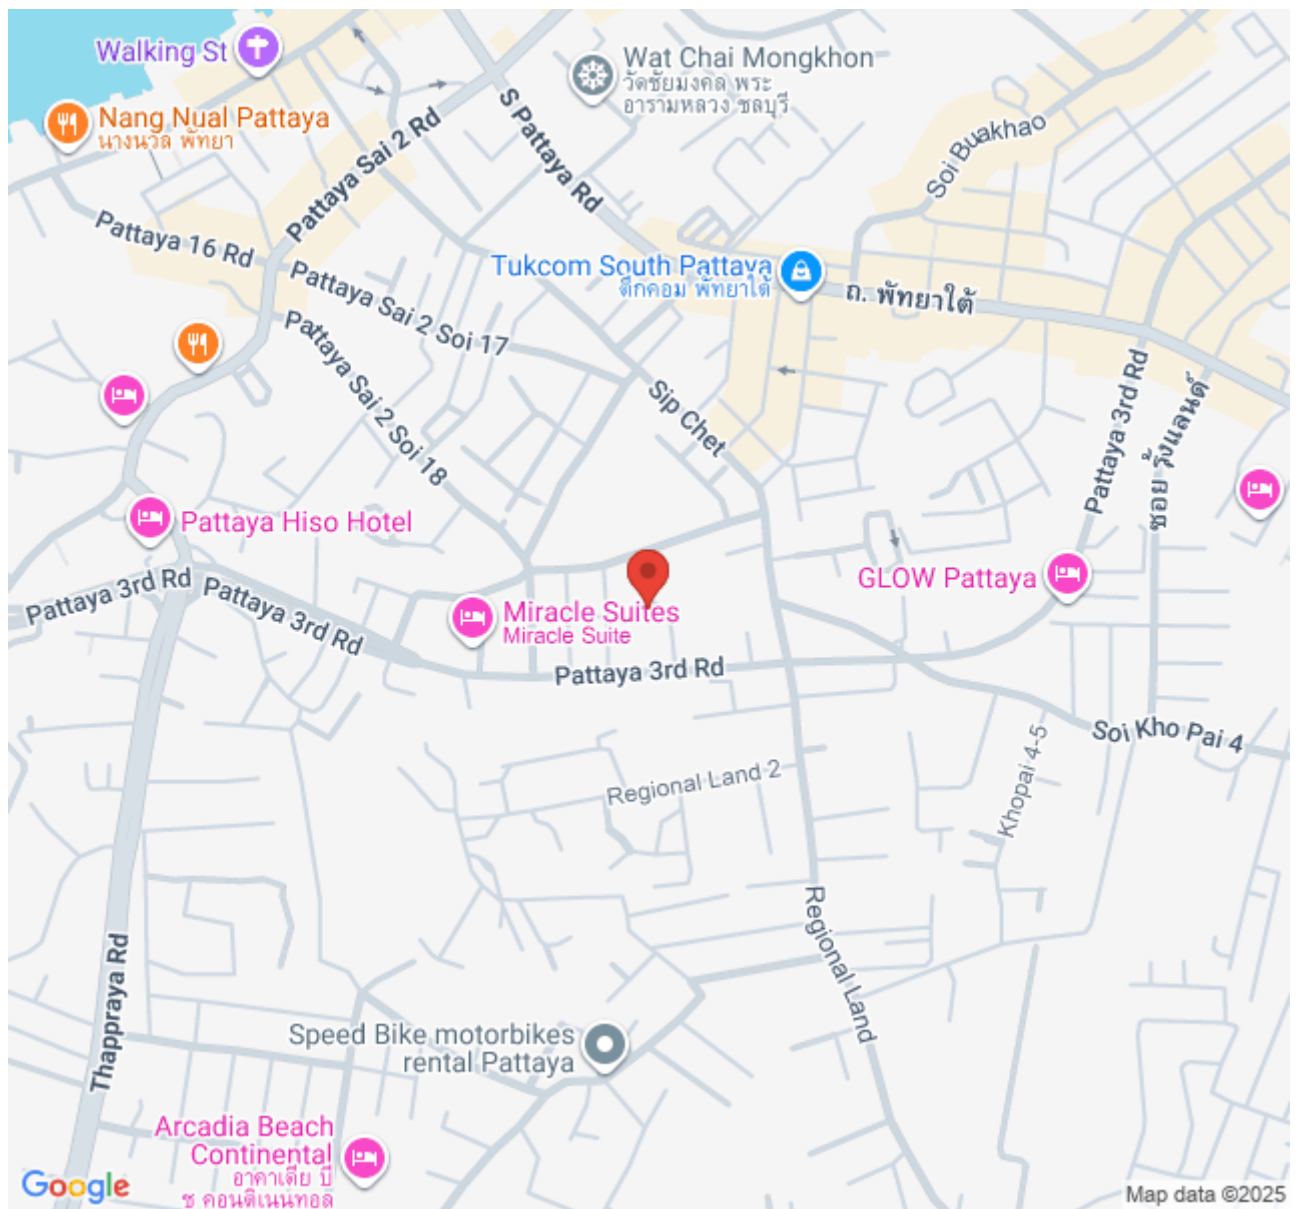 Walking St
Wat Chai Mongkhon
วัดชัยมงคล พระ
อารามหลวง ชลบุรี
Nang Nual Pattaya
นางนวล พัทยา
S Pattaya Rd
Soi Buakhao
Pattaya Sai 2 Rd
Pattaya 16 Rd
Pattaya Sai 2 Soi 17
Tukcom South Pattaya
ตึกคอม พัทยาใต้
ถ. พัทยาใต้
Pattaya Sai 2 Soi 18
Sip Chet
Pattaya 3rd Rd
ซอย รุ้งแลนด์
Pattaya Hiso Hotel
Pattaya 3rd Rd
Pattaya 3rd Rd
GLOW Pattaya
Miracle Suites
Miracle Suite
Pattaya 3rd Rd
Soi Kho Pai 4
Khopai 4-5
Regional Land 2
Regional Land
Thappraya Rd
Speed Bike motorbikes
rental Pattaya
Arcadia Beach
Continental
อาคาเดีย บี
ช คอนติเนนทอล
Google
Map data ©2025